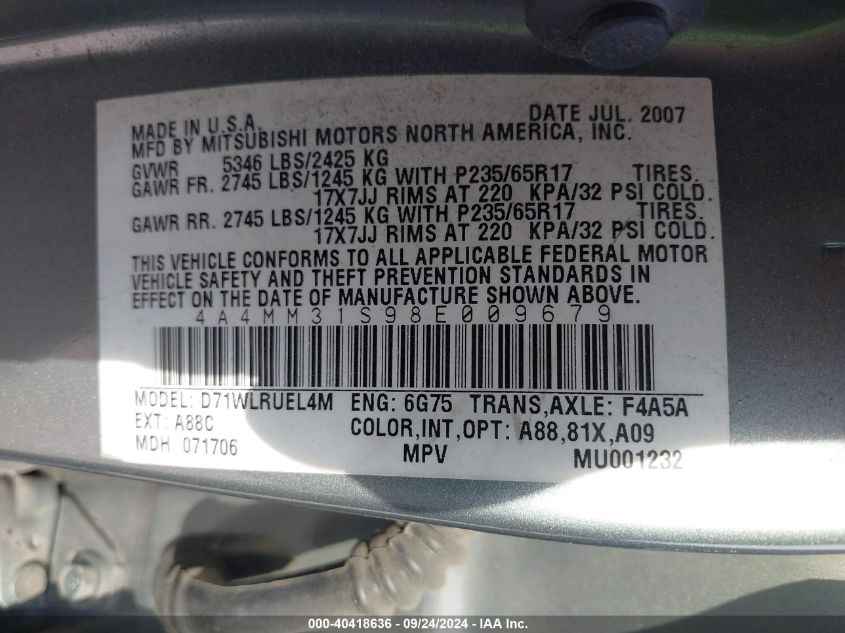 MADE IN U.S.A. DATE JUL. 2007
MFD BY MITSUBISHI MOTORS NORTH AMERICA, INC.
GVWR 5346 LBS/2425 KG
GAWR FR. 2745 LBS/1245 KG WITH P235/65R17 TIRES.
17X7JJ RIMS AT 220 KPA/32 PSI COLD.
GAWR RR. 2745 LBS/1245 KG WITH P235/65R17 TIRES.
17X7JJ RIMS AT 220 KPA/32 PSI COLD.
THIS VEHICLE CONFORMS TO ALL APPLICABLE FEDERAL MOTOR
VEHICLE SAFETY AND THEFT PREVENTION STANDARDS IN
EFFECT ON THE DATE OF MANUFACTURE SHOWN ABOVE.
4A4MM31S98E009679
MODEL: D71WLRUEL4M ENG: 6G75 TRANS,AXLE: F4A5A
EXT: A88C COLOR,INT,OPT: A88,81X,A09
MDH 071706 MPV MU001232
000-40418636 - 09/24/2024 - IAA Inc.